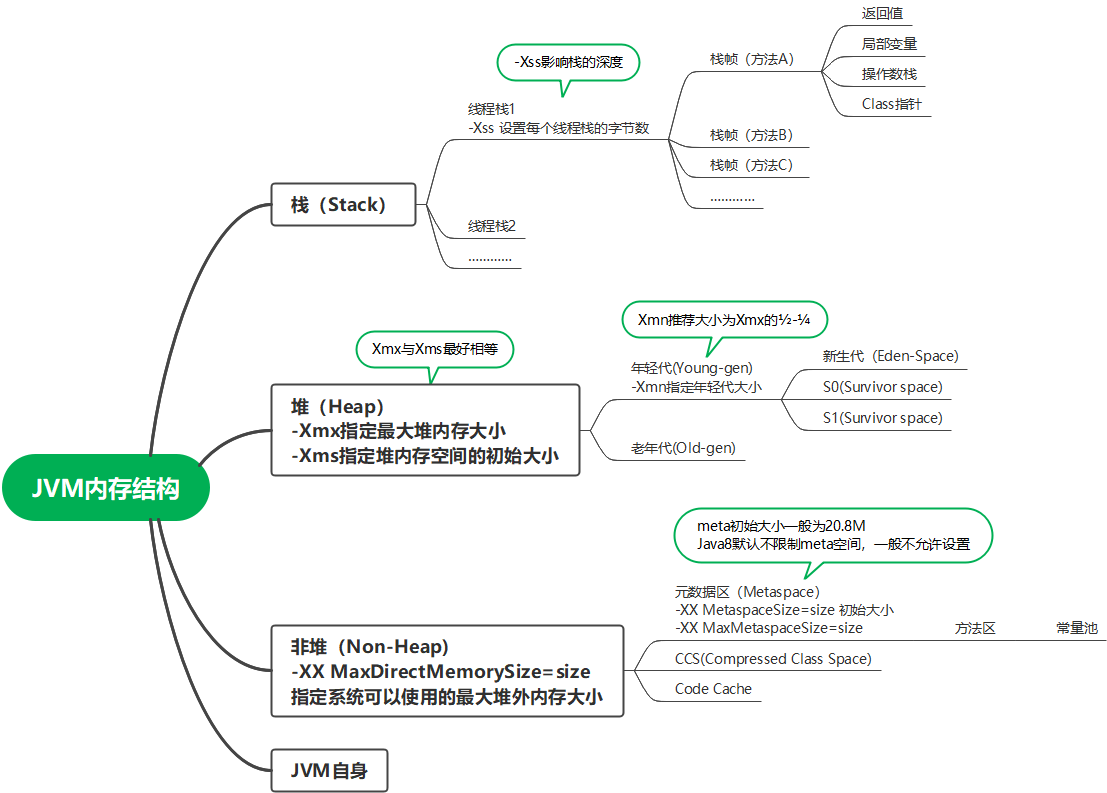 JVM内存结构
栈（Stack）
-Xss影响栈的深度
线程栈1
-Xss 设置每个线程栈的字节数
栈帧（方法A）
返回值
局部变量
操作数栈
Class指针
栈帧（方法B）
栈帧（方法C）
............
线程栈2
............
Xmx与Xms最好相等
堆（Heap）
-Xmx指定最大堆内存大小
-Xms指定堆内存空间的初始大小
Xmn推荐大小为Xmx的½-¼
年轻代(Young-gen)
-Xmn指定年轻代大小
新生代（Eden-Space)
S0(Survivor space)
S1(Survivor space)
老年代(Old-gen)
非堆（Non-Heap)
-XX MaxDirectMemorySize=size
指定系统可以使用的最大堆外内存大小
meta初始大小一般为20.8M
Java8默认不限制meta空间，一般不允许设置
元数据区（Metaspace）
-XX MetaspaceSize=size 初始大小
-XX MaxMetaspaceSize=size
方法区
常量池
CCS(Compressed Class Space)
Code Cache
JVM自身